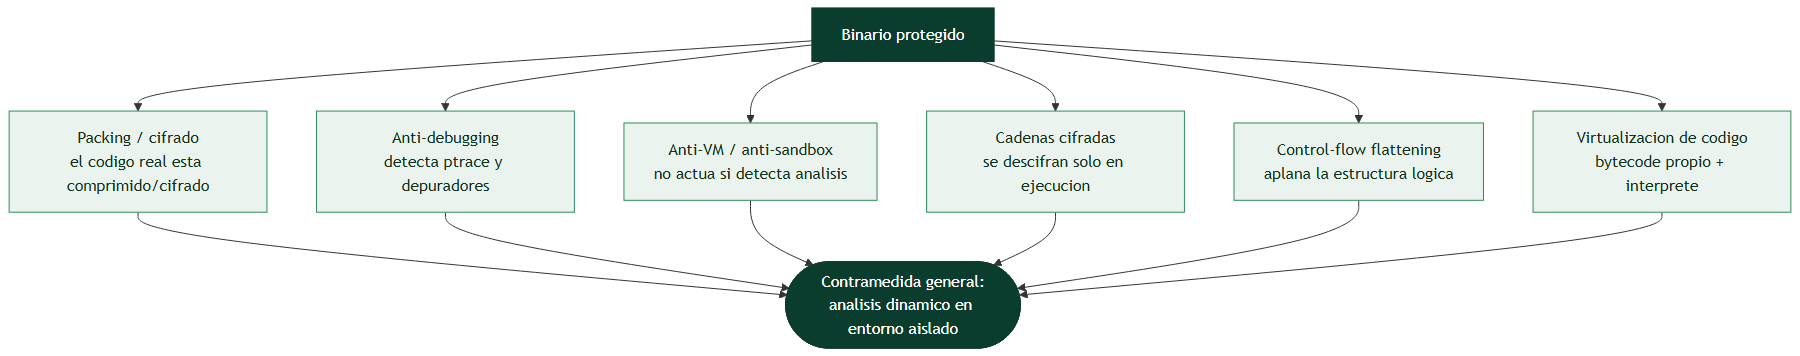 Binario protegido
Packing / cifrado
el codigo real esta
comprimido/cifrado
Anti-debugging
detecta ptrace y
depuradores
Anti-VM / anti-sandbox
no actua si detecta analisis
Cadenas cifradas
se descifran solo en
ejecucion
Control-flow flattening
aplana la estructura logica
Virtualizacion de codigo
bytecode propio +
interprete
Contramedida general:
analisis dinamico en
entorno aislado